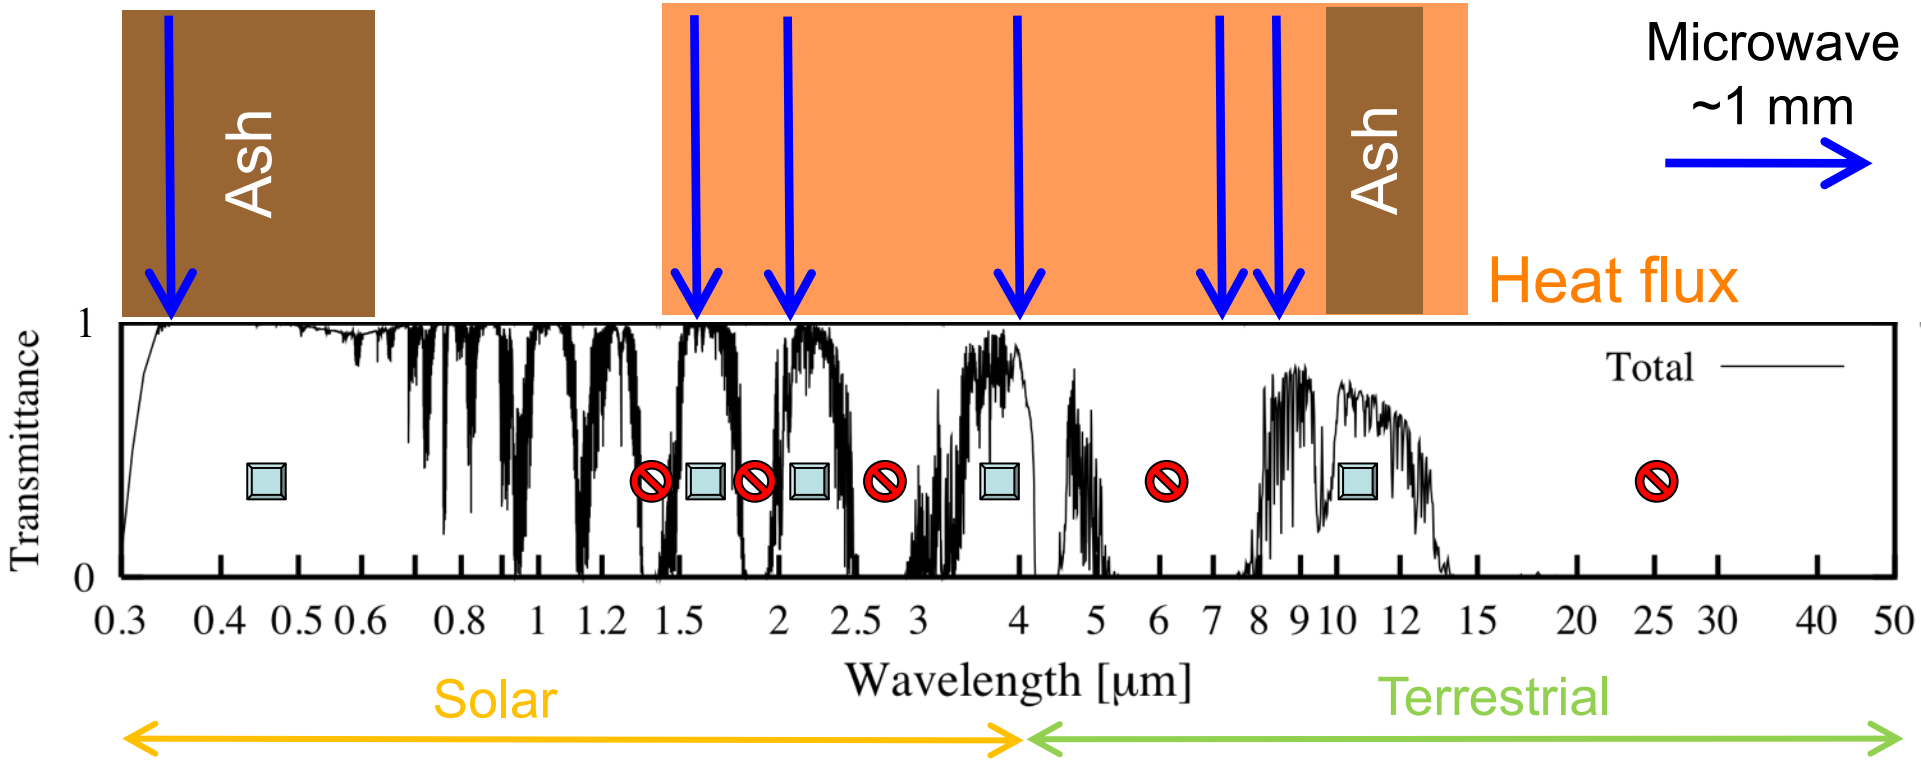 Ash
Ash
Microwave
~1 mm
Heat flux
Transmittance
1
0
Total
0.3 0.4 0.5 0.6 0.8 1 1.2 1.5 2 2.5 3 4 5 6 7 8 9 10 12 15 20 25 30 40 50
Wavelength [μm]
Solar
Terrestrial